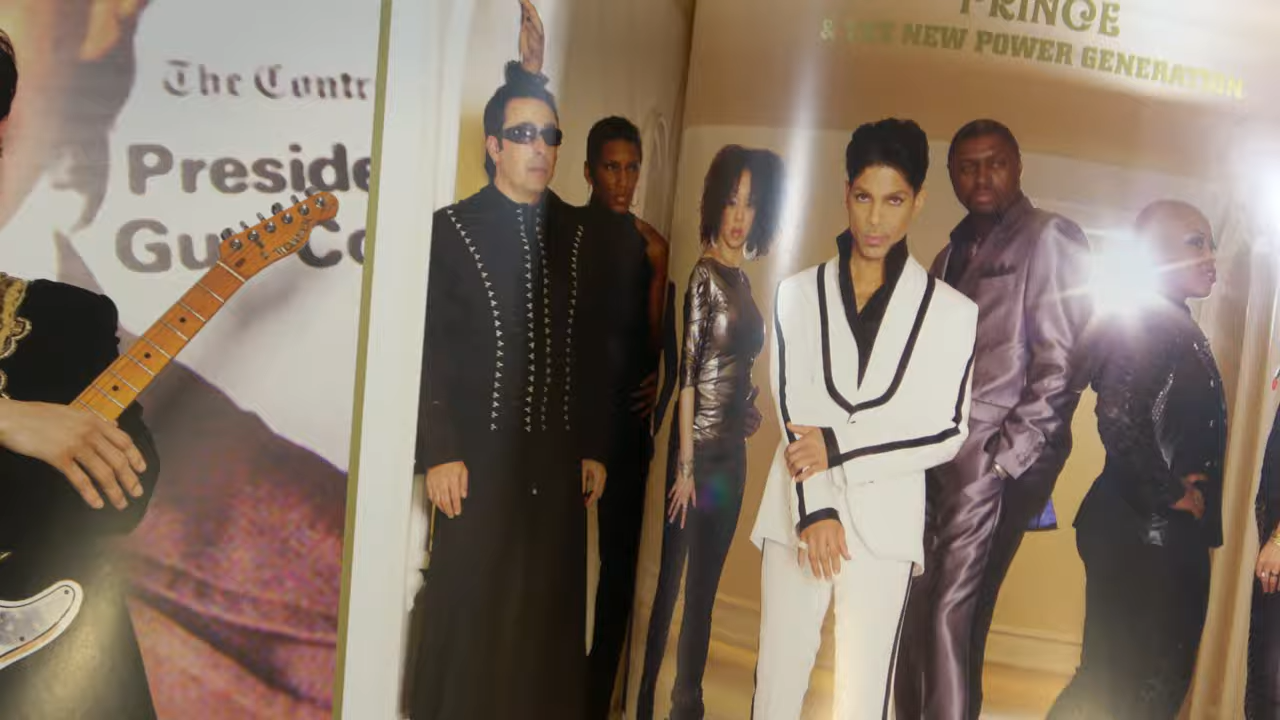 The Contr
Preside
Gu Co
PRINCE
& THE NEW POWER GENERATION